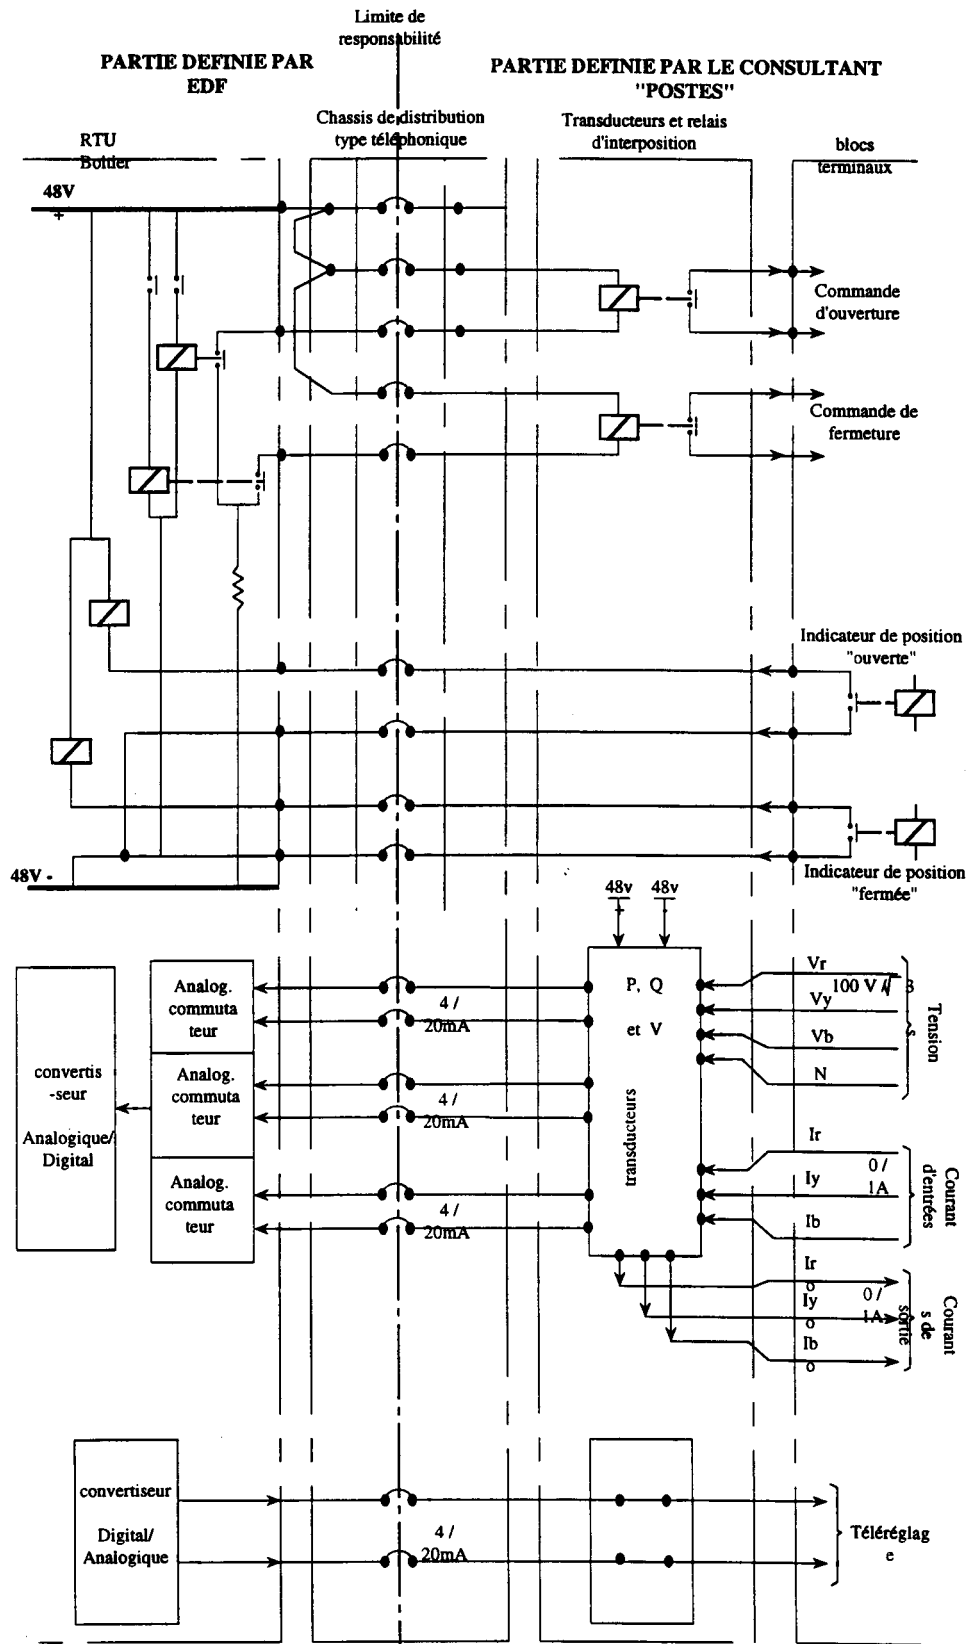 Limite de
responsabilité
PARTIE DEFINIE PAR
EDF
PARTIE DEFINIE PAR LE CONSULTANT
"POSTES"
RTU
Boîtier
Chassis de distribution
type téléphonique
Transducteurs et relais
d'interposition
blocs
terminaux
48V
+
Commande
d'ouverture
Commande de
fermeture
Indicateur de position
"ouverte"
48V -
Indicateur de position
"fermée"
48v 48v
+ -
convertis
-seur
Analogique/
Digital
Analog.
commuta
teur
Analog.
commuta
teur
Analog.
commuta
teur
4 /
20mA
4 /
20mA
4 /
20mA
P, Q
et V
transducteurs
Vr
100 V /√ 3
Vy
Vb
N
Tension
s
Ir
0 /
1A
Iy
Ib
Courant
d'entrées
Ir
o
0 /
1A
Iy
o
Ib
o
Courant
s de
sortie
convertiseur
Digital/
Analogique
4 /
20mA
Téléréglag
e